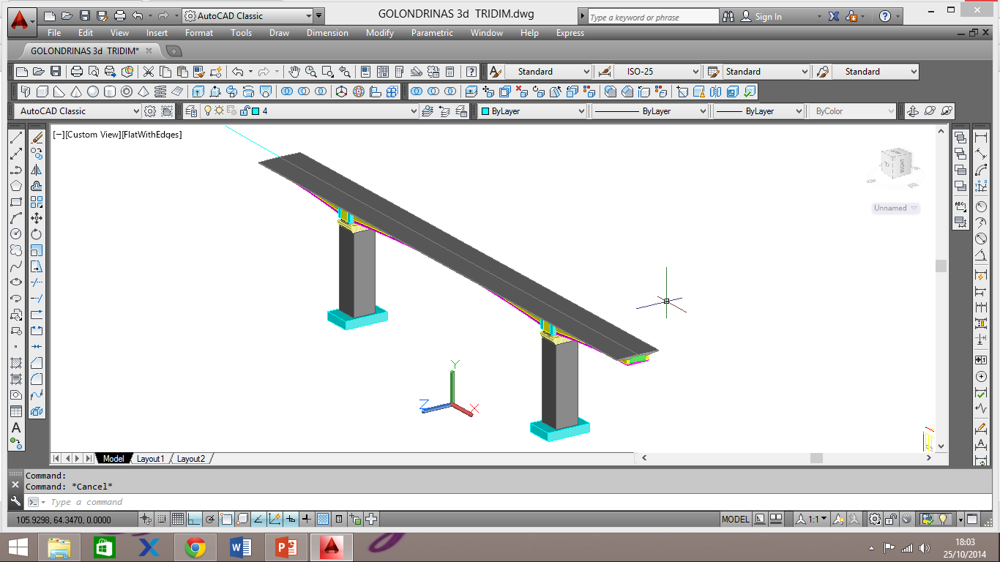 AutoCAD Classic
GOLONDRINAS 3d TRIDIM.dwg
Type a keyword or phrase
Sign In
File Edit View Insert Format Tools Draw Dimension Modify Parametric Window Help Express
GOLONDRINAS 3d TRIDIM*
Standard ISO-25 Standard Standard
AutoCAD Classic 4 ByLayer ByLayer ByLayer ByColor
[−][Custom View][FlatWithEdges]
RIGHT
Unnamed
ABC
Y
Z X
A
A
Model Layout1 Layout2
Command:
Command: *Cancel*
Type a command
105.9298, 64.3470, 0.0000
MODEL
1:1
18:03
25/10/2014